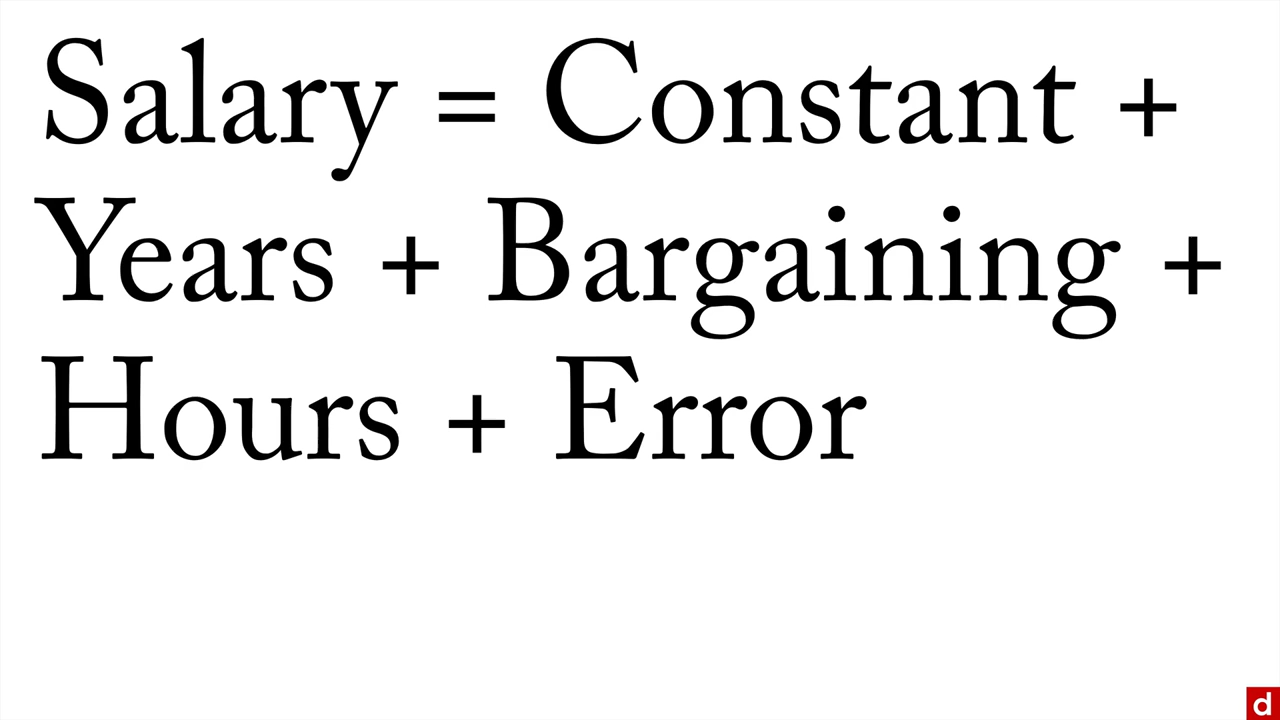 Salary = Constant +
Years + Bargaining +
Hours + Error
d